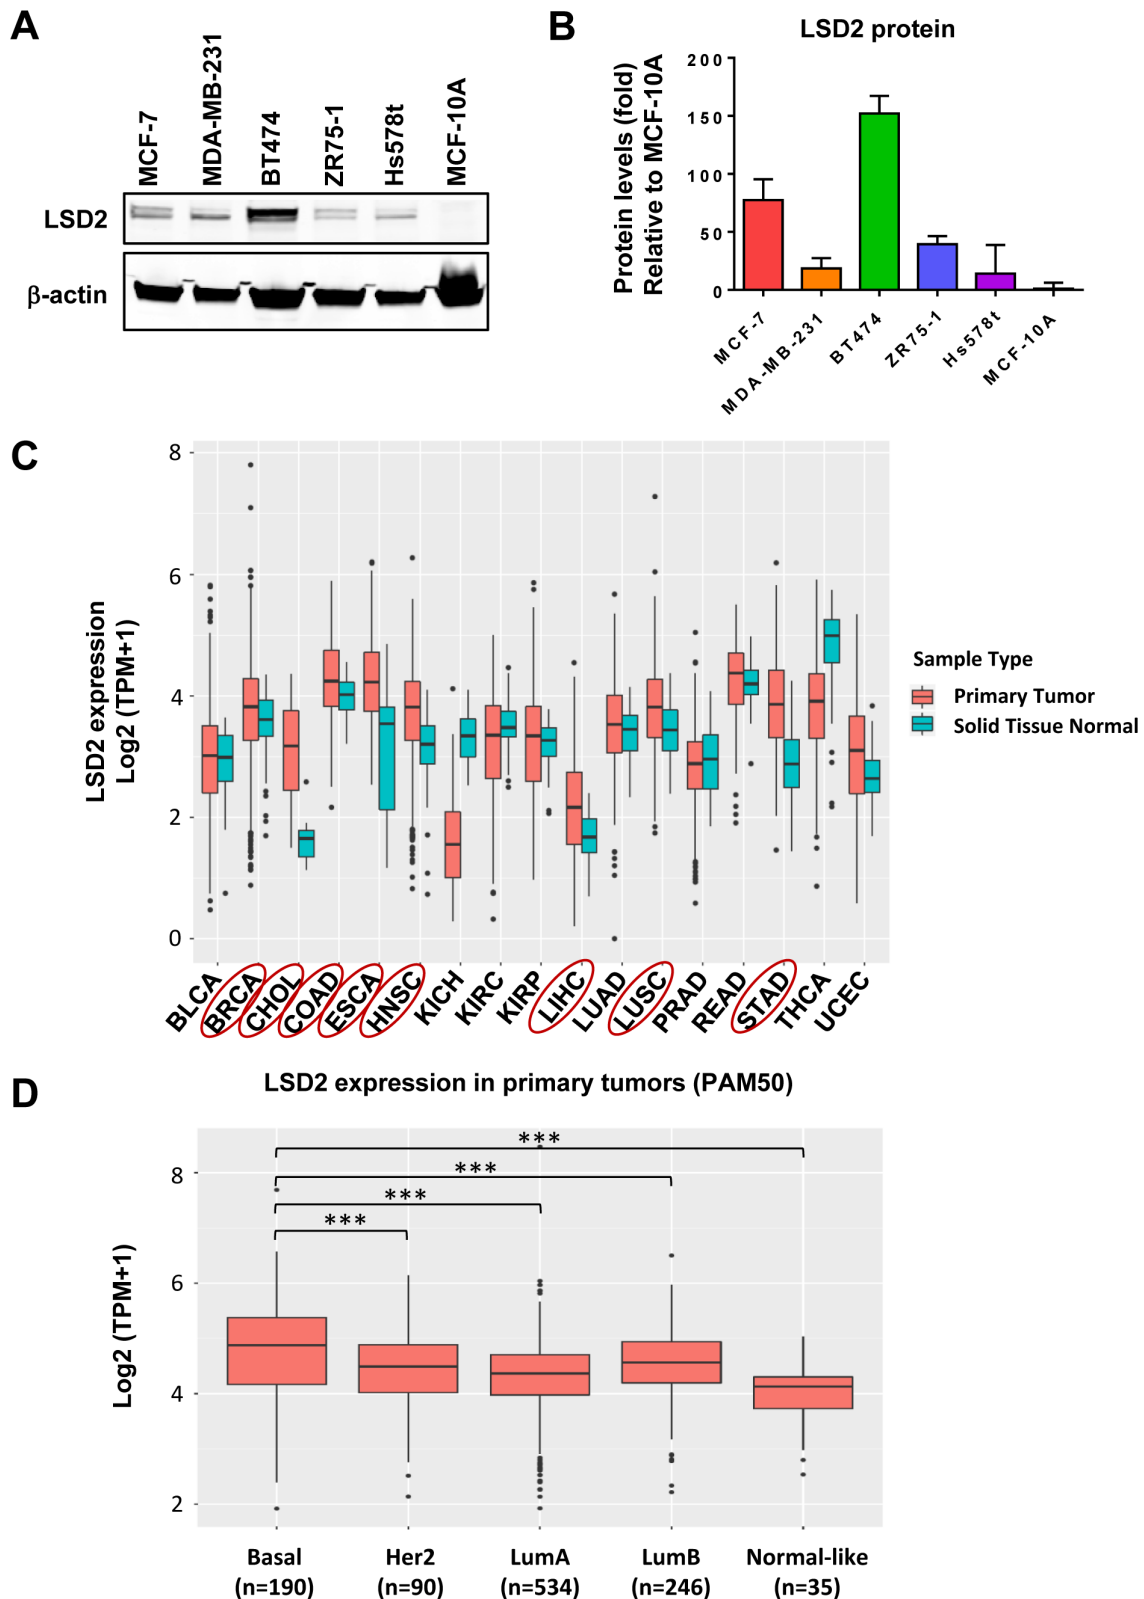 A
MCF-7
MDA-MB-231
BT474
ZR75-1
Hs578t
MCF-10A
LSD2
β-actin
B
LSD2 protein
Protein levels (fold)
Relative to MCF-10A
200
150
100
50
0
MCF-7
MDA-MB-231
BT474
ZR75-1
Hs578t
MCF-10A
C
LSD2 expression
Log2 (TPM+1)
8
6
4
2
0
BLCA
BRCA
CHOL
COAD
ESCA
HNSC
KICH
KIRC
KIRP
LIHC
LUAD
LUSC
PRAD
READ
STAD
THCA
UCEC
Sample Type
Primary Tumor
Solid Tissue Normal
D
LSD2 expression in primary tumors (PAM50)
Log2 (TPM+1)
8
6
4
2
***
***
***
***
Basal
(n=190)
Her2
(n=90)
LumA
(n=534)
LumB
(n=246)
Normal-like
(n=35)